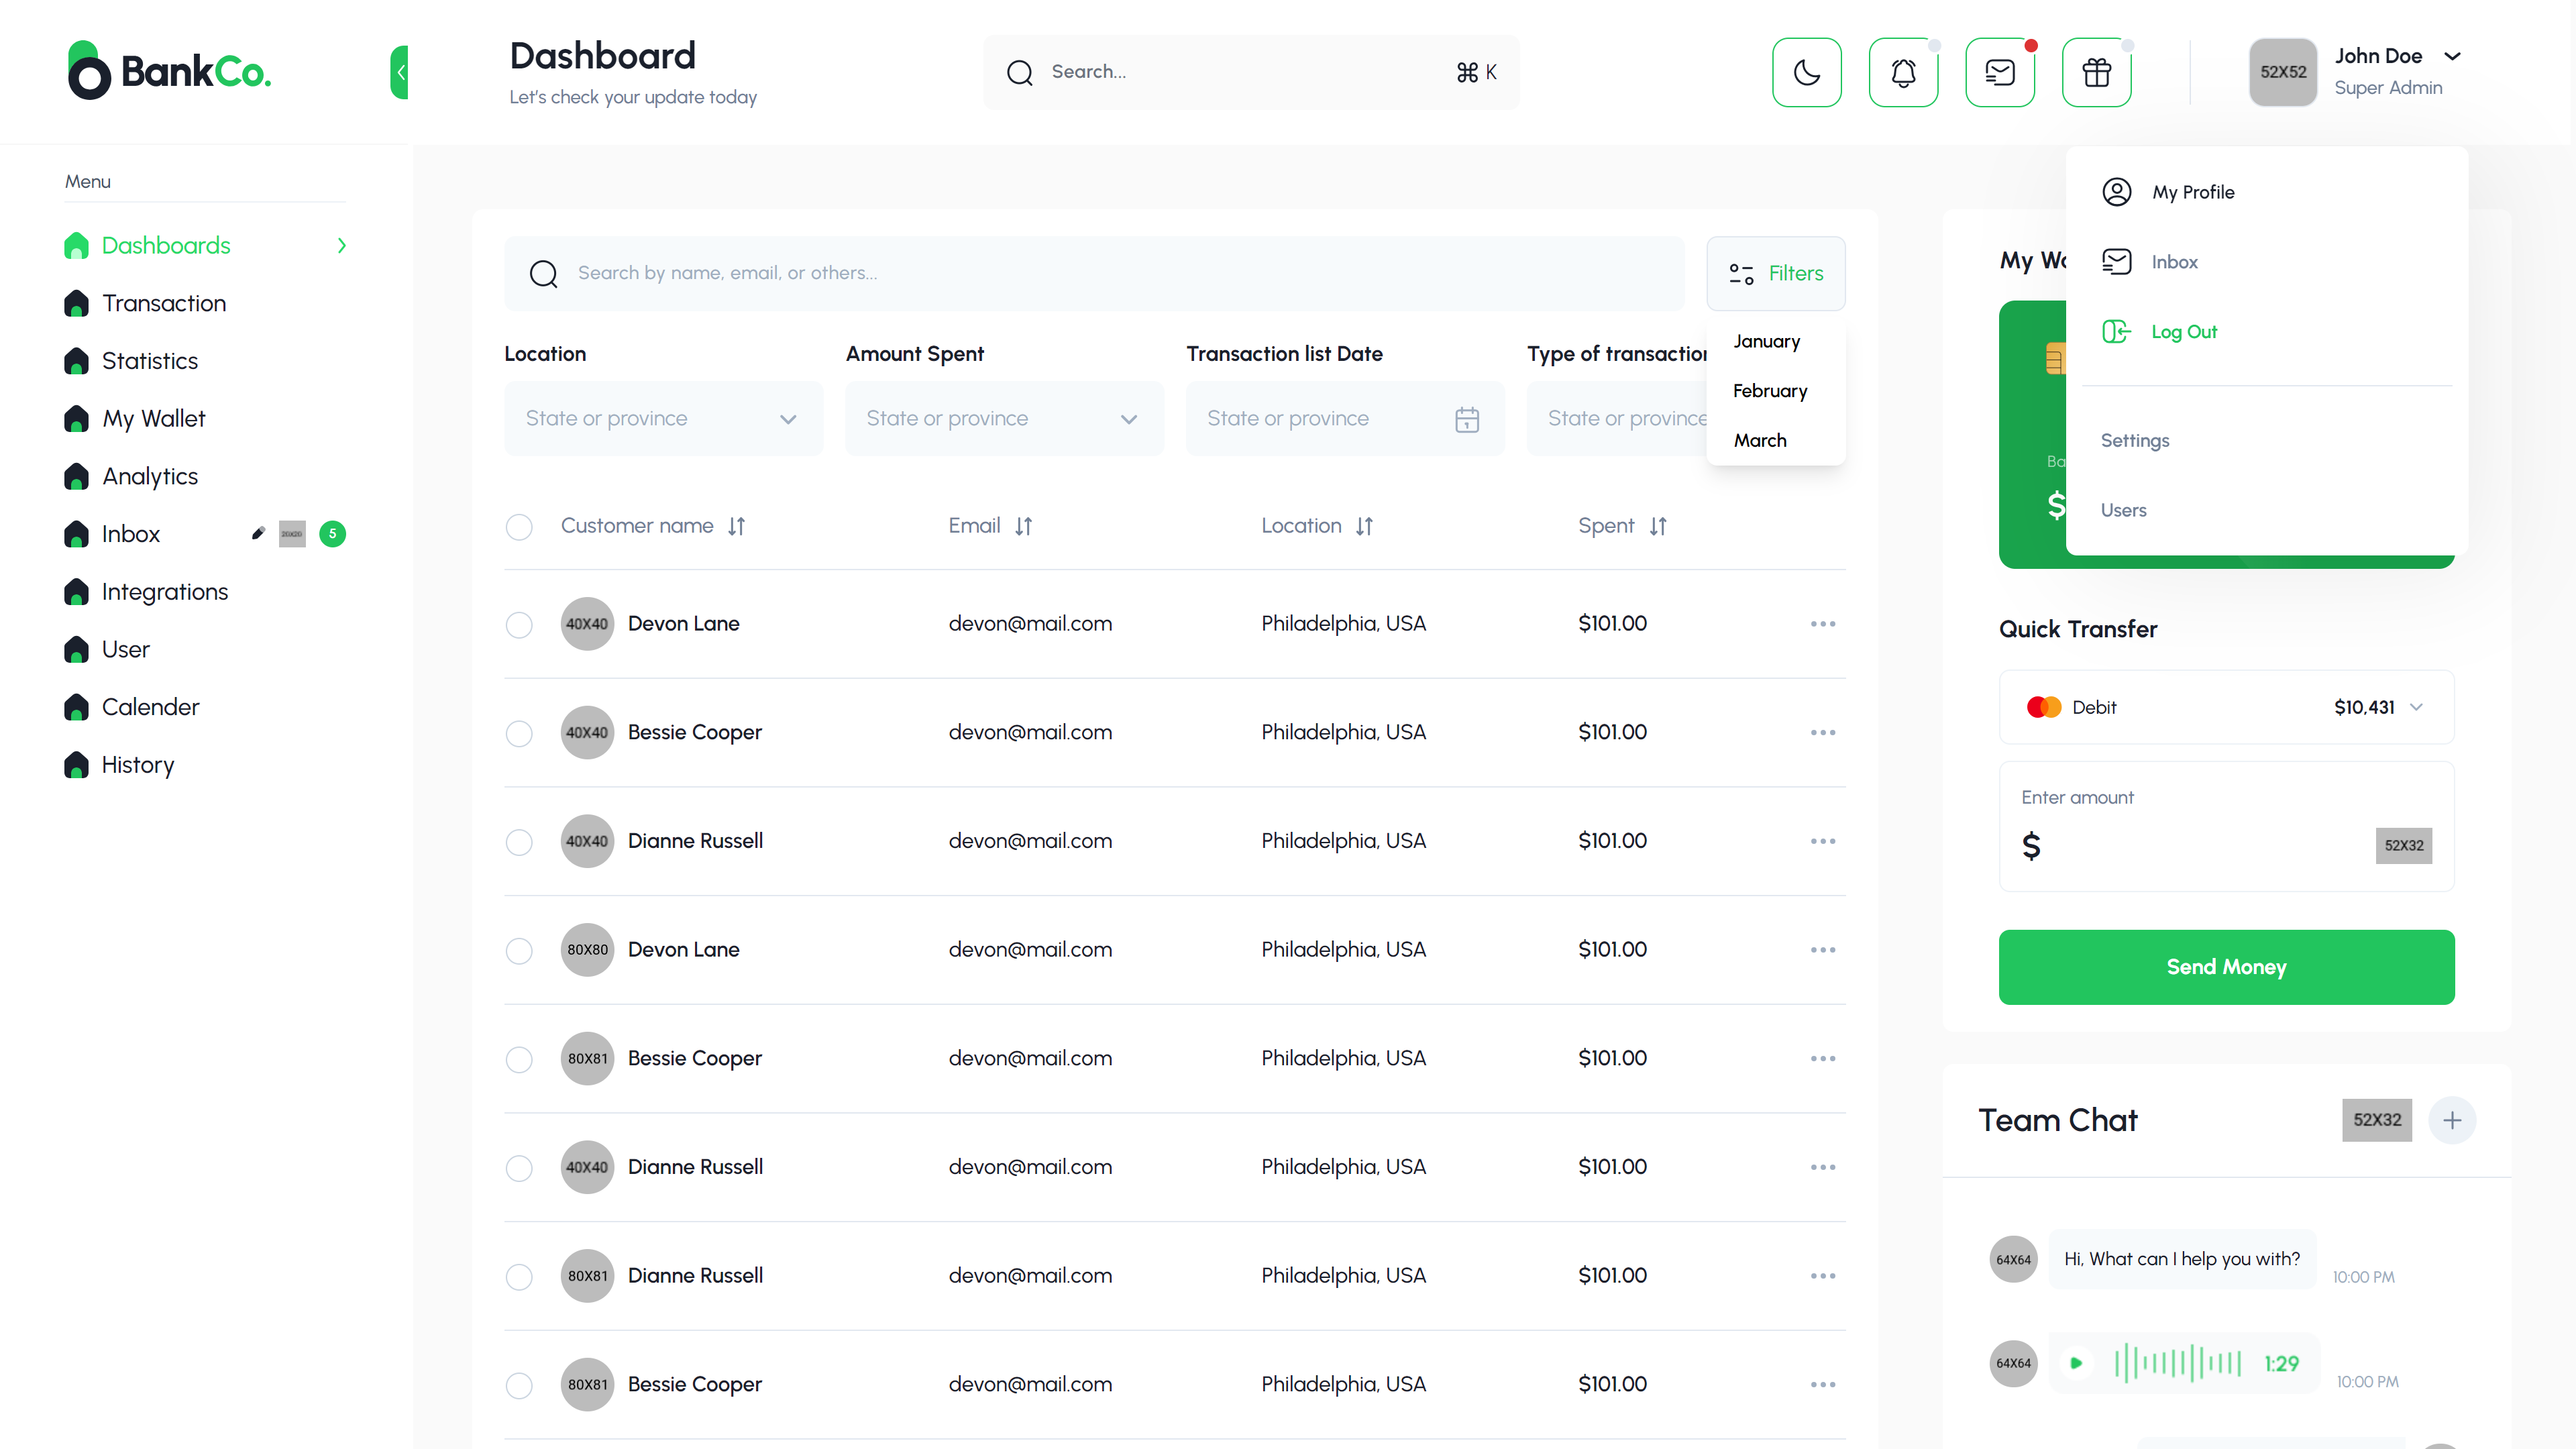 BankCo.
Menu
Dashboards
Transaction
Statistics
My Wallet
Analytics
Inbox 20x20 5
Integrations
User
Calender
History
Dashboard
Let's check your update today
Search...
⌘ K
52X52
John Doe
Super Admin
My Profile
Inbox
Log Out
Settings
Users
Search by name, email, or others...
Filters
January
February
March
Location
State or province
Amount Spent
State or province
Transaction list Date
State or province
Type of transaction
State or province
Customer name Email Location Spent
40X40 Devon Lane devon@mail.com Philadelphia, USA $101.00
40X40 Bessie Cooper devon@mail.com Philadelphia, USA $101.00
40X40 Dianne Russell devon@mail.com Philadelphia, USA $101.00
80X80 Devon Lane devon@mail.com Philadelphia, USA $101.00
80X81 Bessie Cooper devon@mail.com Philadelphia, USA $101.00
40X40 Dianne Russell devon@mail.com Philadelphia, USA $101.00
80X81 Dianne Russell devon@mail.com Philadelphia, USA $101.00
80X81 Bessie Cooper devon@mail.com Philadelphia, USA $101.00
My
$
Quick Transfer
Debit $10,431
Enter amount
$ 52X32
Send Money
Team Chat 52X32
64X64 Hi, What can I help you with? 10:00 PM
64X64 1:29 10:00 PM